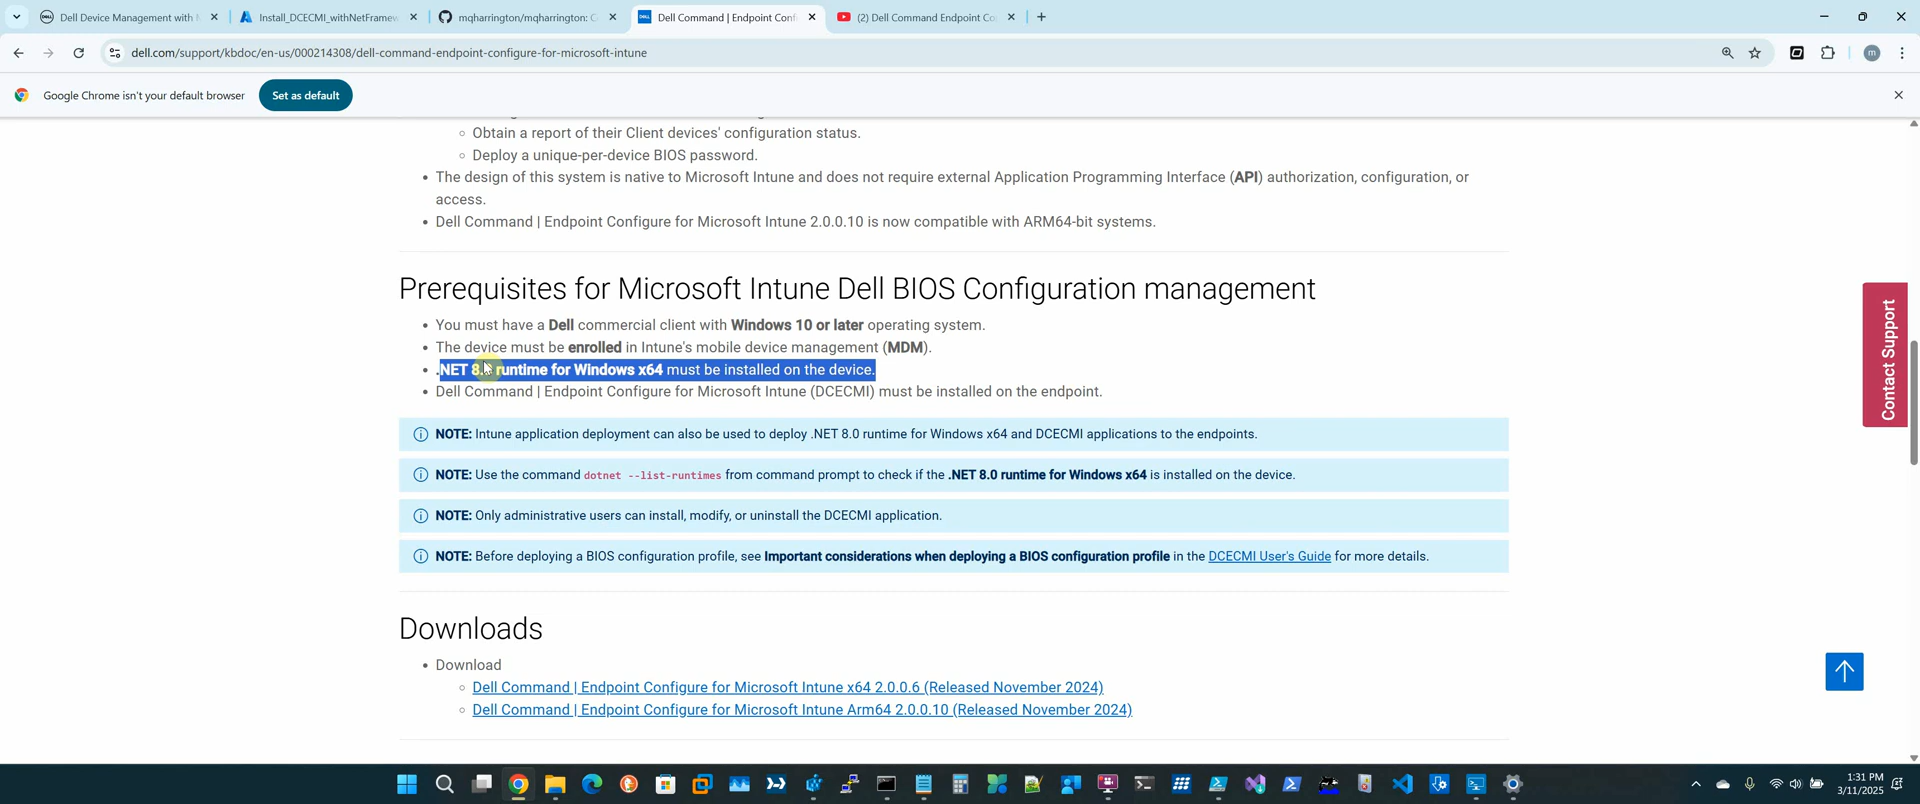 Dell Device Management with
Install_DCECMI_withNetFramew
mqharrington/mqharrington:
Dell Command | Endpoint Conf
(2) Dell Command Endpoint Co
dell.com/support/kbdoc/en-us/000214308/dell-command-endpoint-configure-for-microsoft-intune
m
Google Chrome isn't your default browser
Set as default
Obtain a report of their Client devices' configuration status.
Deploy a unique-per-device BIOS password.
The design of this system is native to Microsoft Intune and does not require external Application Programming Interface (API) authorization, configuration, or
access.
Dell Command | Endpoint Configure for Microsoft Intune 2.0.0.10 is now compatible with ARM64-bit systems.
Prerequisites for Microsoft Intune Dell BIOS Configuration management
You must have a Dell commercial client with Windows 10 or later operating system.
The device must be enrolled in Intune's mobile device management (MDM).
.NET 8.0 runtime for Windows x64 must be installed on the device.
Dell Command | Endpoint Configure for Microsoft Intune (DCECMI) must be installed on the endpoint.
NOTE: Intune application deployment can also be used to deploy .NET 8.0 runtime for Windows x64 and DCECMI applications to the endpoints.
NOTE: Use the command dotnet --list-runtimes from command prompt to check if the .NET 8.0 runtime for Windows x64 is installed on the device.
NOTE: Only administrative users can install, modify, or uninstall the DCECMI application.
NOTE: Before deploying a BIOS configuration profile, see Important considerations when deploying a BIOS configuration profile in the DCECMI User's Guide for more details.
Contact Support
Downloads
Download
Dell Command | Endpoint Configure for Microsoft Intune x64 2.0.0.6 (Released November 2024)
Dell Command | Endpoint Configure for Microsoft Intune Arm64 2.0.0.10 (Released November 2024)
1:31 PM
3/11/2025